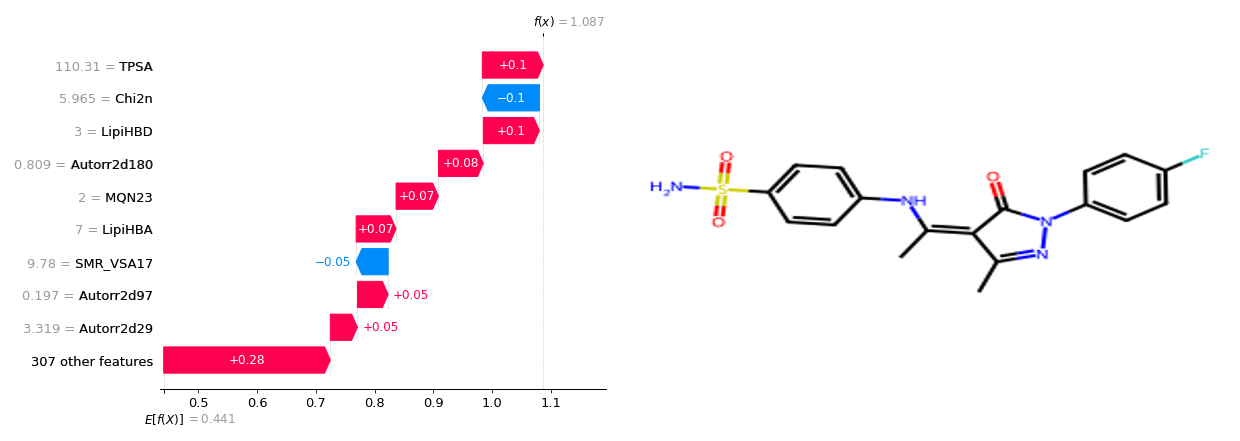 f(x) = 1.087
110.31 = TPSA +0.1
5.965 = Chi2n −0.1
3 = LipiHBD +0.1
0.809 = Autorr2d180 +0.08
2 = MQN23 +0.07
7 = LipiHBA +0.07
9.78 = SMR_VSA17 −0.05
0.197 = Autorr2d97 +0.05
3.319 = Autorr2d29 +0.05
307 other features +0.28
0.5 0.6 0.7 0.8 0.9 1.0 1.1
E[f(X)] = 0.441
O
F
H₂N
S
O
NH
O
N
N